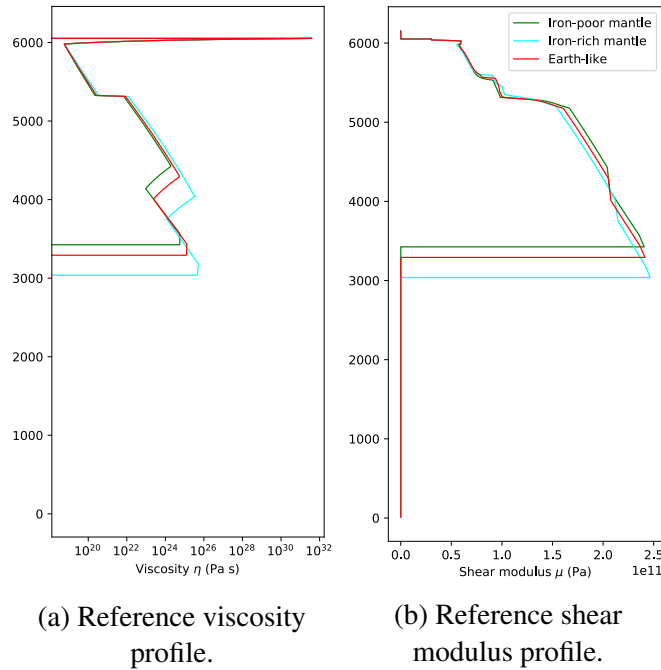 6000
5000
4000
3000
2000
1000
0
10^20 10^22 10^24 10^26 10^28 10^30 10^32
Viscosity η (Pa s)
(a) Reference viscosity
profile.
Iron-poor mantle
Iron-rich mantle
Earth-like
6000
5000
4000
3000
2000
1000
0
0.0 0.5 1.0 1.5 2.0 2.5
1e11
Shear modulus μ (Pa)
(b) Reference shear
modulus profile.